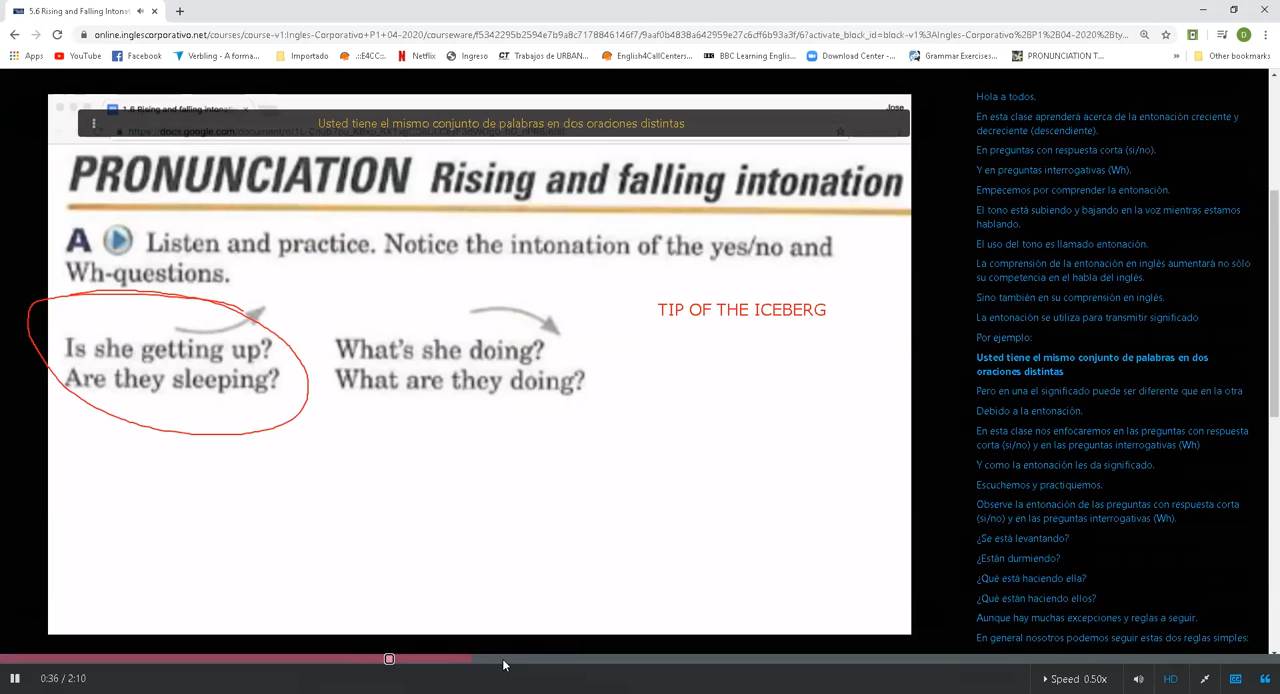 5.6 Rising and Falling Intonat
online.inglescorporativo.net/courses/course-v1:Ingles-Corporativo+P1+04-2020/courseware/f5342295b2594e7b9a8c7178846146f7/9aaf0b4838a642959e27c6cff6b93a3f/6?activate_block_id=block-v1%3AIngles-Corporativo%2BP1%2B04-2020%2Bty...
D
Apps YouTube Facebook Importado .::E4CC::. Netflix Ingreso Trabajos de URBAN... English4CallCenters... BBC Learning Englis... Verbling - A forma... Download Center -... Grammar Exercises... PRONUNCIATION T... » Other bookmarks
1.6 Rising and falling intonati
Jose
Usted tiene el mismo conjunto de palabras en dos oraciones distintas
PRONUNCIATION Rising and falling intonation
A Listen and practice. Notice the intonation of the yes/no and
Wh-questions.
TIP OF THE ICEBERG
Is she getting up? What's she doing?
Are they sleeping? What are they doing?
Hola a todos.
En esta clase aprenderá acerca de la entonación creciente y
decreciente (descendiente).
En preguntas con respuesta corta (si/no).
Y en preguntas interrogativas (Wh).
Empecemos por comprender la entonación.
El tono está subiendo y bajando en la voz mientras estamos
hablando.
El uso del tono es llamado entonación.
La comprensión de la entonación en inglés aumentará no sólo
su competencia en el habla del inglés.
Sino también en su comprensión en inglés.
La entonación se utiliza para transmitir significado
Por ejemplo:
Usted tiene el mismo conjunto de palabras en dos
oraciones distintas
Pero en una el significado puede ser diferente que en la otra
Debido a la entonación.
En esta clase nos enfocaremos en las preguntas con respuesta
corta (si/no) y en las preguntas interrogativas (Wh)
Y como la entonación les da significado.
Escuchemos y practiquemos.
Observe la entonación de las preguntas con respuesta corta
(si/no) y en las preguntas interrogativas (Wh).
¿Se está levantando?
¿Están durmiendo?
¿Qué está haciendo ella?
¿Qué están haciendo ellos?
Aunque hay muchas excepciones y reglas a seguir.
En general nosotros podemos seguir estas dos reglas simples:
0:36 / 2:10
Speed 0.50x
HD